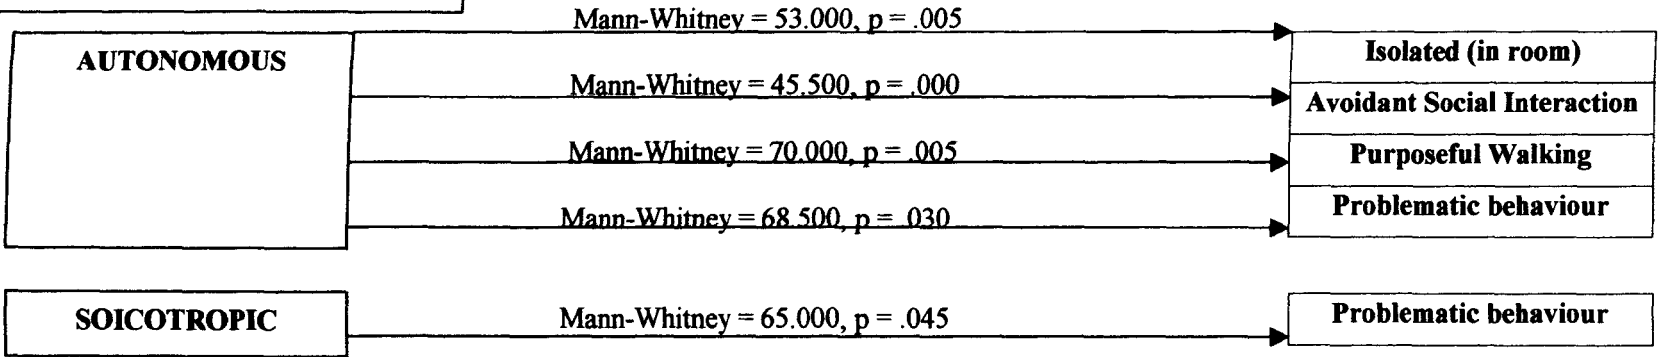 Mann-Whitney = 53.000, p = .005
AUTONOMOUS
Isolated (in room)
Mann-Whitney = 45.500, p = .000
Avoidant Social Interaction
Mann-Whitney = 70.000, p = .005
Purposeful Walking
Mann-Whitney = 68.500, p = .030
Problematic behaviour
SOICOTROPIC
Mann-Whitney = 65.000, p = .045
Problematic behaviour